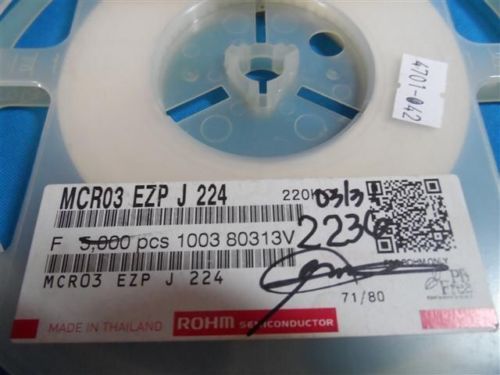 4701-042
MCR03 EZP J 224
220K
03/3
F 5,000 pcs 1003 80313V
2236
MCR03 EZP J 224
71/80
MADE IN THAILAND
ROHM SEMICONDUCTOR